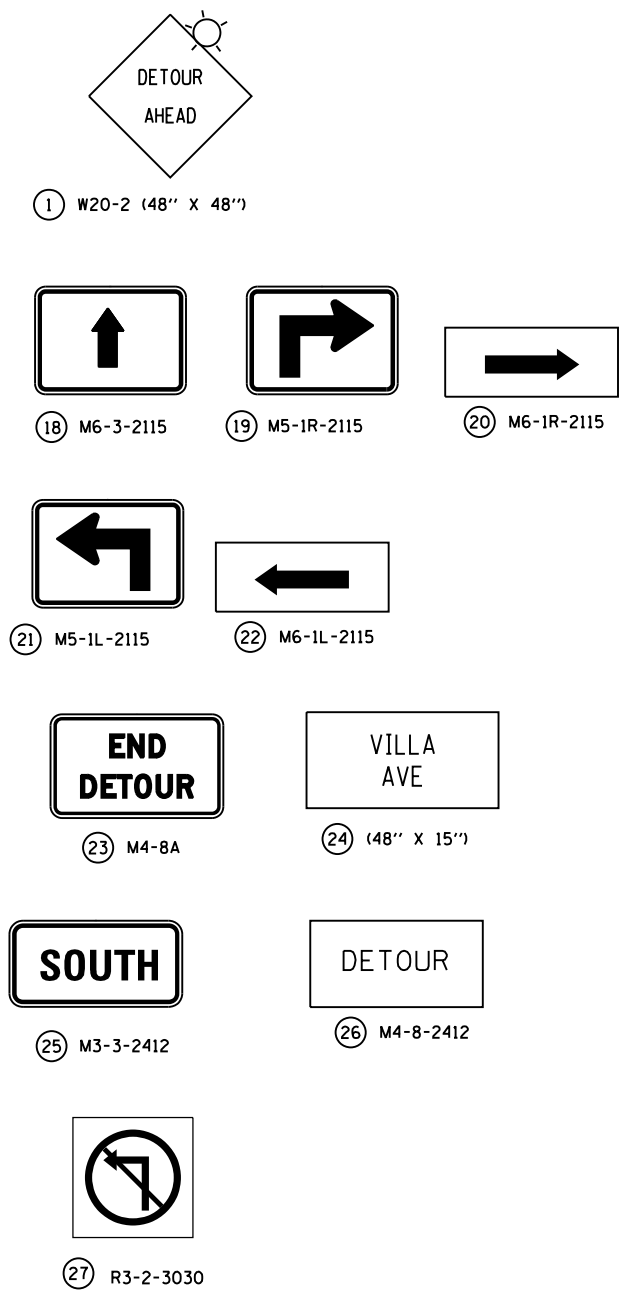 DETOUR
AHEAD
1 W20-2 (48'' X 48'')
18 M6-3-2115
19 M5-1R-2115
20 M6-1R-2115
21 M5-1L-2115
22 M6-1L-2115
END
DETOUR
23 M4-8A
VILLA
AVE
24 (48'' X 15'')
SOUTH
25 M3-3-2412
DETOUR
26 M4-8-2412
27 R3-2-3030